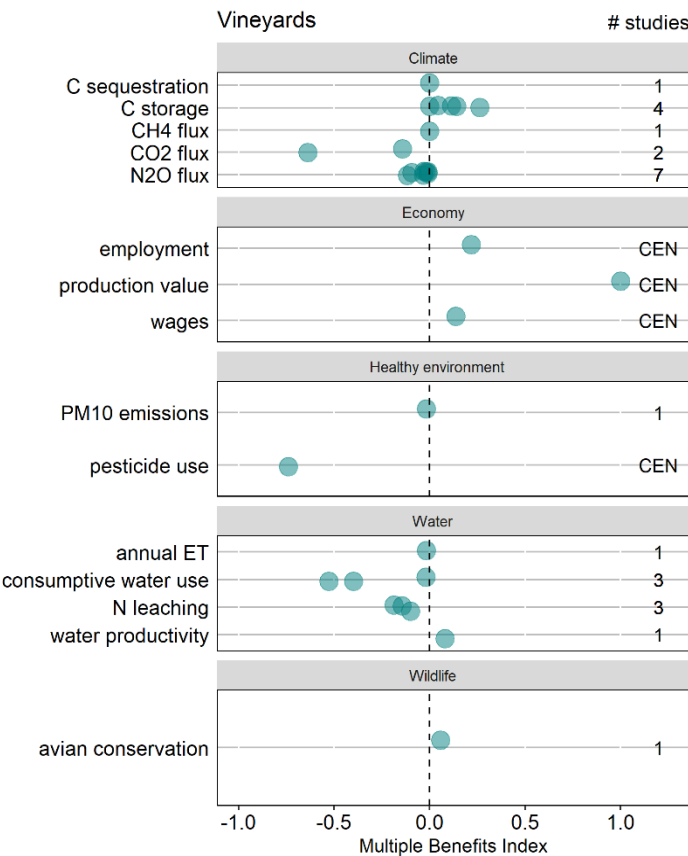 Vineyards # studies
Climate
C sequestration 1
C storage 4
CH4 flux 1
CO2 flux 2
N2O flux 7
Economy
employment CEN
production value CEN
wages CEN
Healthy environment
PM10 emissions 1
pesticide use CEN
Water
annual ET 1
consumptive water use 3
N leaching 3
water productivity 1
Wildlife
avian conservation 1
-1.0 -0.5 0.0 0.5 1.0
Multiple Benefits Index